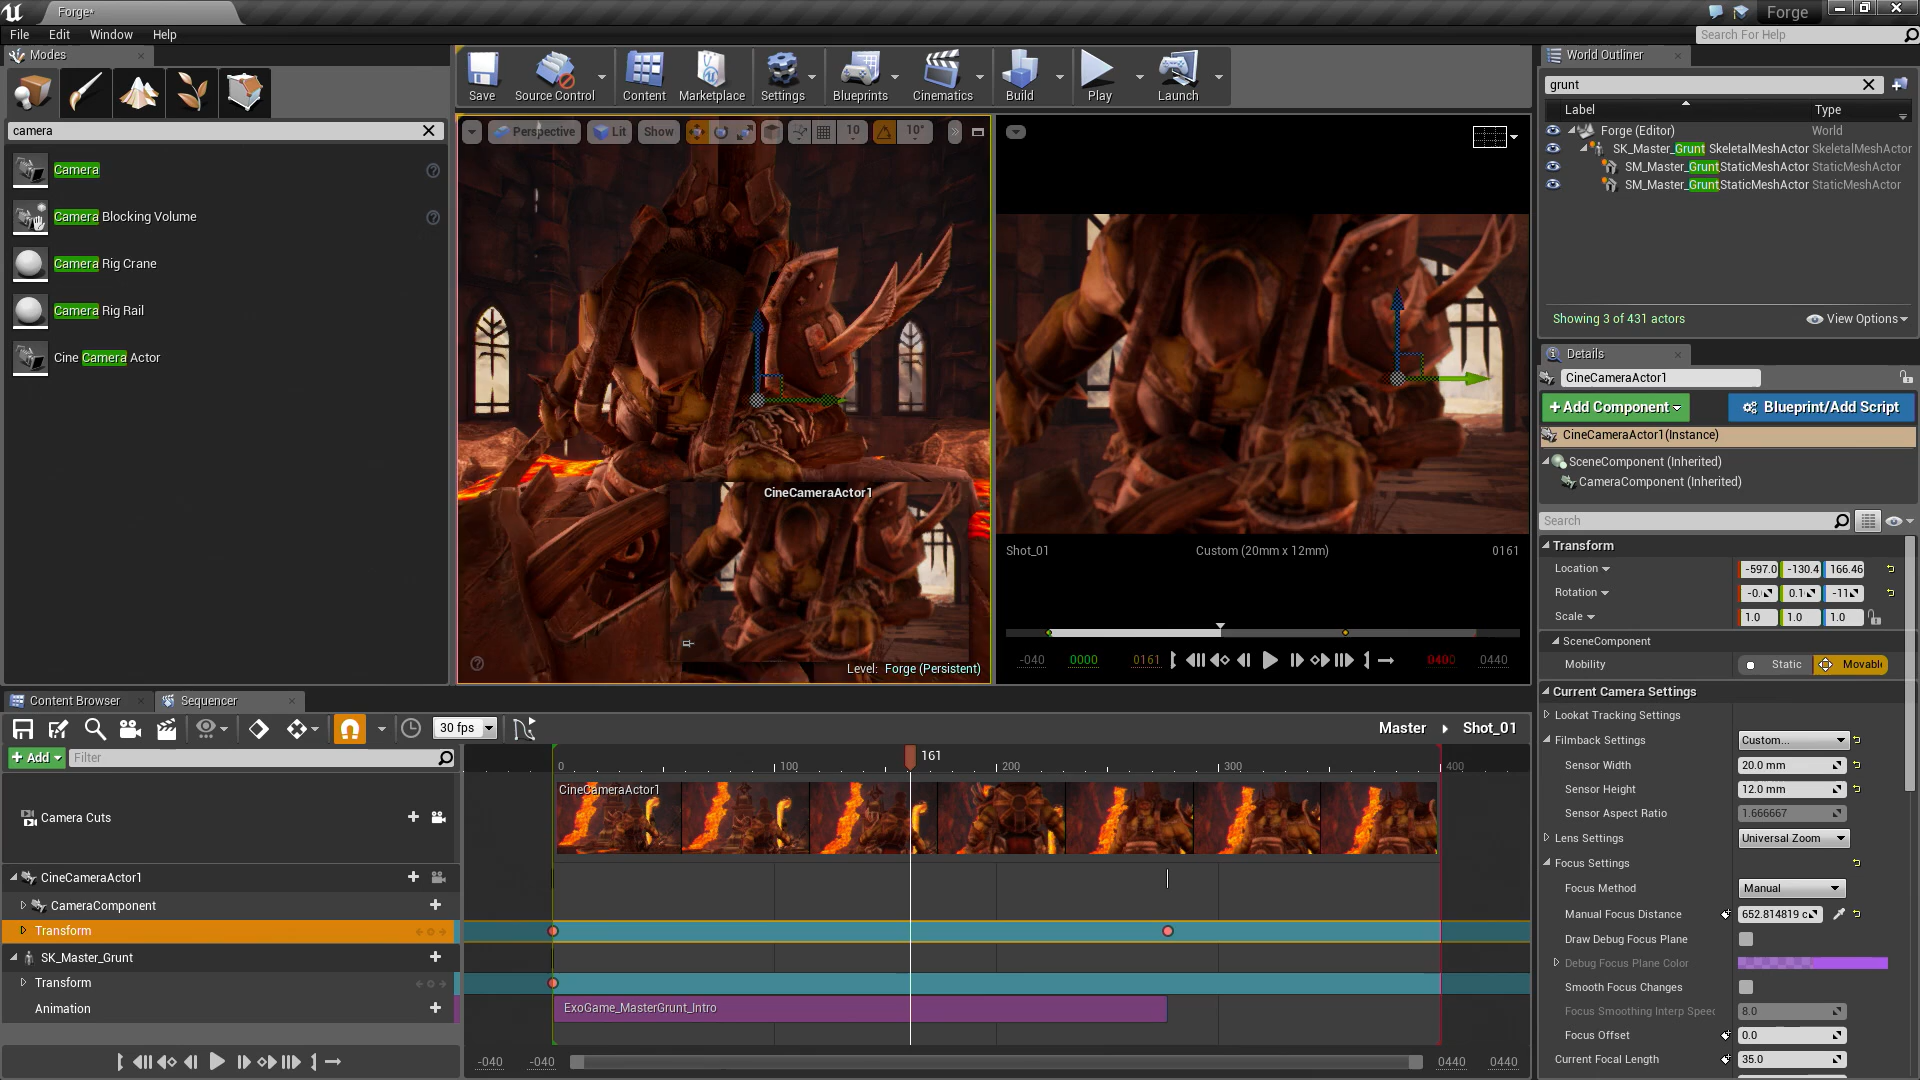 Forge*
Forge
File Edit Window Help
Search For Help
Modes
camera
Camera
Camera Blocking Volume
Camera Rig Crane
Camera Rig Rail
Cine Camera Actor
Save Source Control Content Marketplace Settings Blueprints Cinematics Build Play Launch
Perspective Lit Show 10 10°
CineCameraActor1
Level: Forge (Persistent)
Shot_01 Custom (20mm x 12mm) 0161
-040 0000 0161 0400 0440
World Outliner
grunt
Label Type
Forge (Editor) World
SK_Master_Grunt SkeletalMeshActor SkeletalMeshActor
SM_Master_Grunt StaticMeshActor StaticMeshActor
SM_Master_Grunt StaticMeshActor StaticMeshActor
Showing 3 of 431 actors View Options
Details
CineCameraActor1
+ Add Component Blueprint/Add Script
CineCameraActor1(Instance)
SceneComponent (Inherited)
CameraComponent (Inherited)
Search
Transform
Location -597.0 -130.4 166.46
Rotation -0. 0.1 -11
Scale 1.0 1.0 1.0
SceneComponent
Mobility Static Movabl
Current Camera Settings
Lookat Tracking Settings
Filmback Settings Custom...
Sensor Width 20.0 mm
Sensor Height 12.0 mm
Sensor Aspect Ratio 1.666667
Lens Settings Universal Zoom
Focus Settings
Focus Method Manual
Manual Focus Distance 652.814819 c
Draw Debug Focus Plane
Debug Focus Plane Color
Smooth Focus Changes
Focus Smoothing Interp Speed 8.0
Focus Offset 0.0
Current Focal Length 35.0
Content Browser Sequencer
30 fps Master Shot_01
+ Add Filter
161
0 100 200 300 400
CineCameraActor1
Camera Cuts
CineCameraActor1
CameraComponent
Transform
SK_Master_Grunt
Transform
Animation
ExoGame_MasterGrunt_Intro
-040 -040 0440 0440